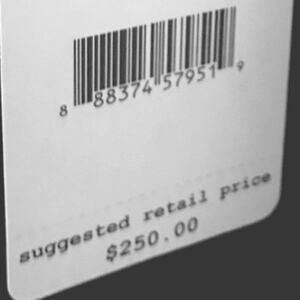 8 88374 57951 9
suggested retail price
$250.00